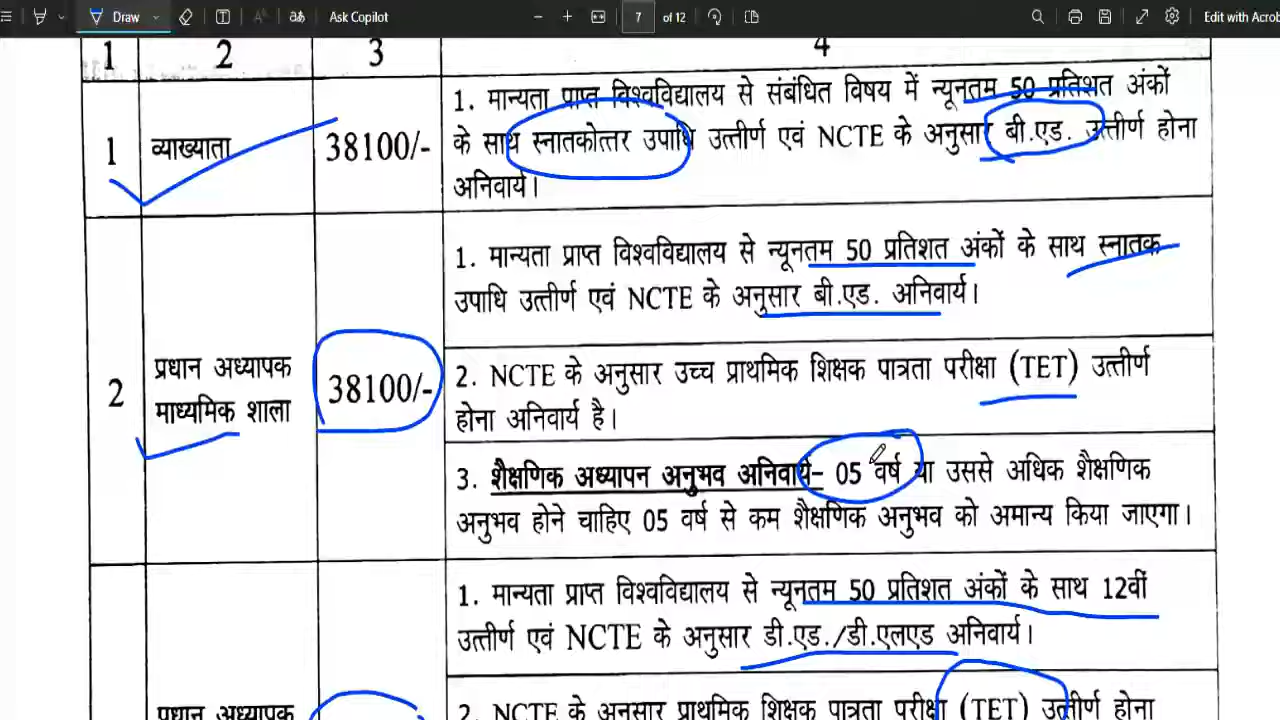 Draw
Ask Copilot
7 of 12
Edit with Acrob
1 2 3 4
1 व्याख्याता 38100/-
1. मान्यता प्राप्त विश्वविद्यालय से संबंधित विषय में न्यूनतम 50 प्रतिशत अंकों
के साथ स्नातकोत्तर उपाधि उत्तीर्ण एवं NCTE के अनुसार बी.एड. उत्तीर्ण होना
अनिवार्य।
2 प्रधान अध्यापक
माध्यमिक शाला
38100/-
1. मान्यता प्राप्त विश्वविद्यालय से न्यूनतम 50 प्रतिशत अंकों के साथ स्नातक
उपाधि उत्तीर्ण एवं NCTE के अनुसार बी.एड. अनिवार्य।
2. NCTE के अनुसार उच्च प्राथमिक शिक्षक पात्रता परीक्षा (TET) उत्तीर्ण
होना अनिवार्य है।
3. शैक्षणिक अध्यापन अनुभव अनिवार्य- 05 वर्ष या उससे अधिक शैक्षणिक
अनुभव होने चाहिए 05 वर्ष से कम शैक्षणिक अनुभव को अमान्य किया जाएगा।
1. मान्यता प्राप्त विश्वविद्यालय से न्यूनतम 50 प्रतिशत अंकों के साथ 12वीं
उत्तीर्ण एवं NCTE के अनुसार डी.एड./डी.एलएड अनिवार्य।
प्रधान अध्यापक
2. NCTE के अनुसार प्राथमिक शिक्षक पात्रता परीक्षा (TET) उत्तीर्ण होना